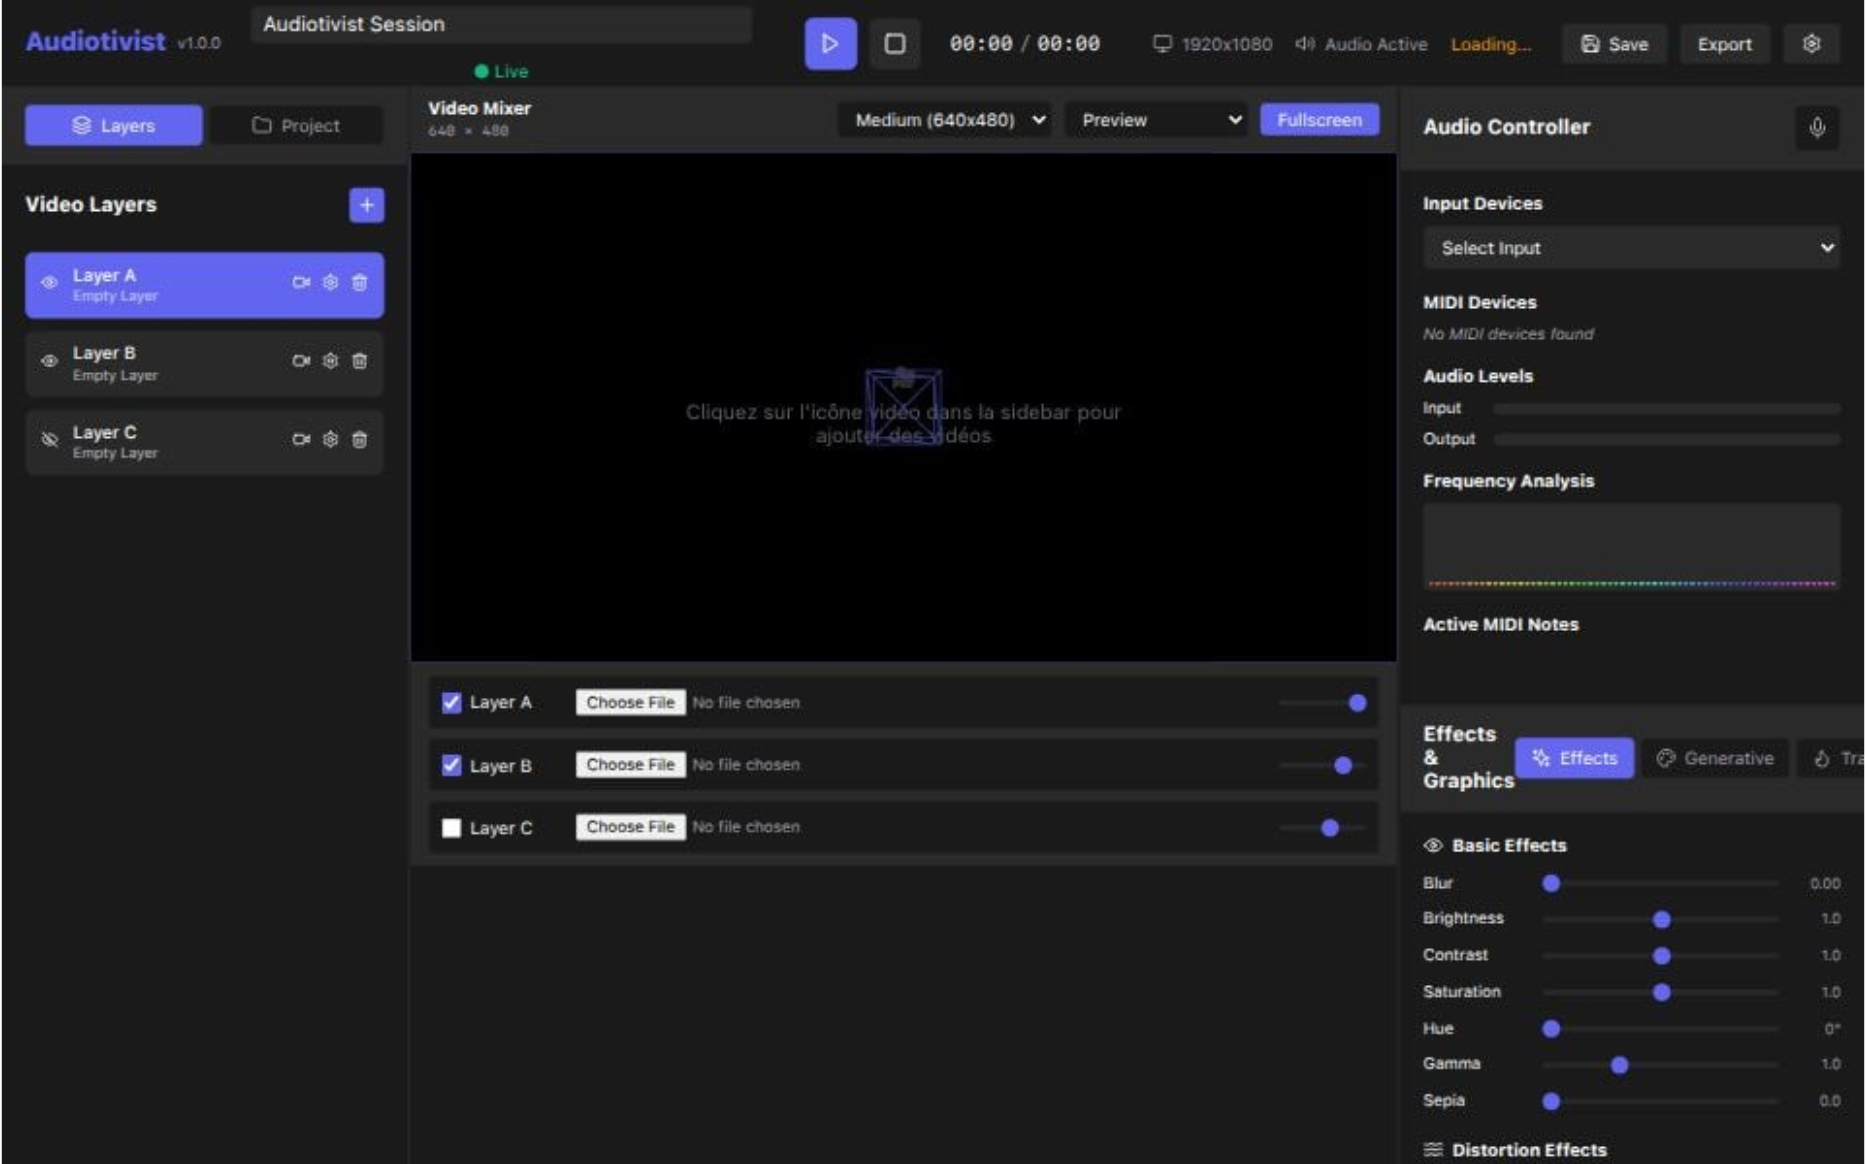 Audiotivist v1.0.0
Audiotivist Session
Live
00:00 / 00:00
1920x1080
Audio Active
Loading...
Save
Export
Layers
Project
Video Layers
+
Layer A
Empty Layer
Layer B
Empty Layer
Layer C
Empty Layer
Video Mixer
640 × 480
Medium (640x480)
Preview
Fullscreen
Cliquez sur l'icône vidéo dans la sidebar pour
ajouter des vidéos
Layer A Choose File No file chosen
Layer B Choose File No file chosen
Layer C Choose File No file chosen
Audio Controller
Input Devices
Select Input
MIDI Devices
No MIDI devices found
Audio Levels
Input
Output
Frequency Analysis
Active MIDI Notes
Effects
&
Graphics
Effects
Generative
Tra
Basic Effects
Blur 0.00
Brightness 1.0
Contrast 1.0
Saturation 1.0
Hue 0°
Gamma 1.0
Sepia 0.0
Distortion Effects